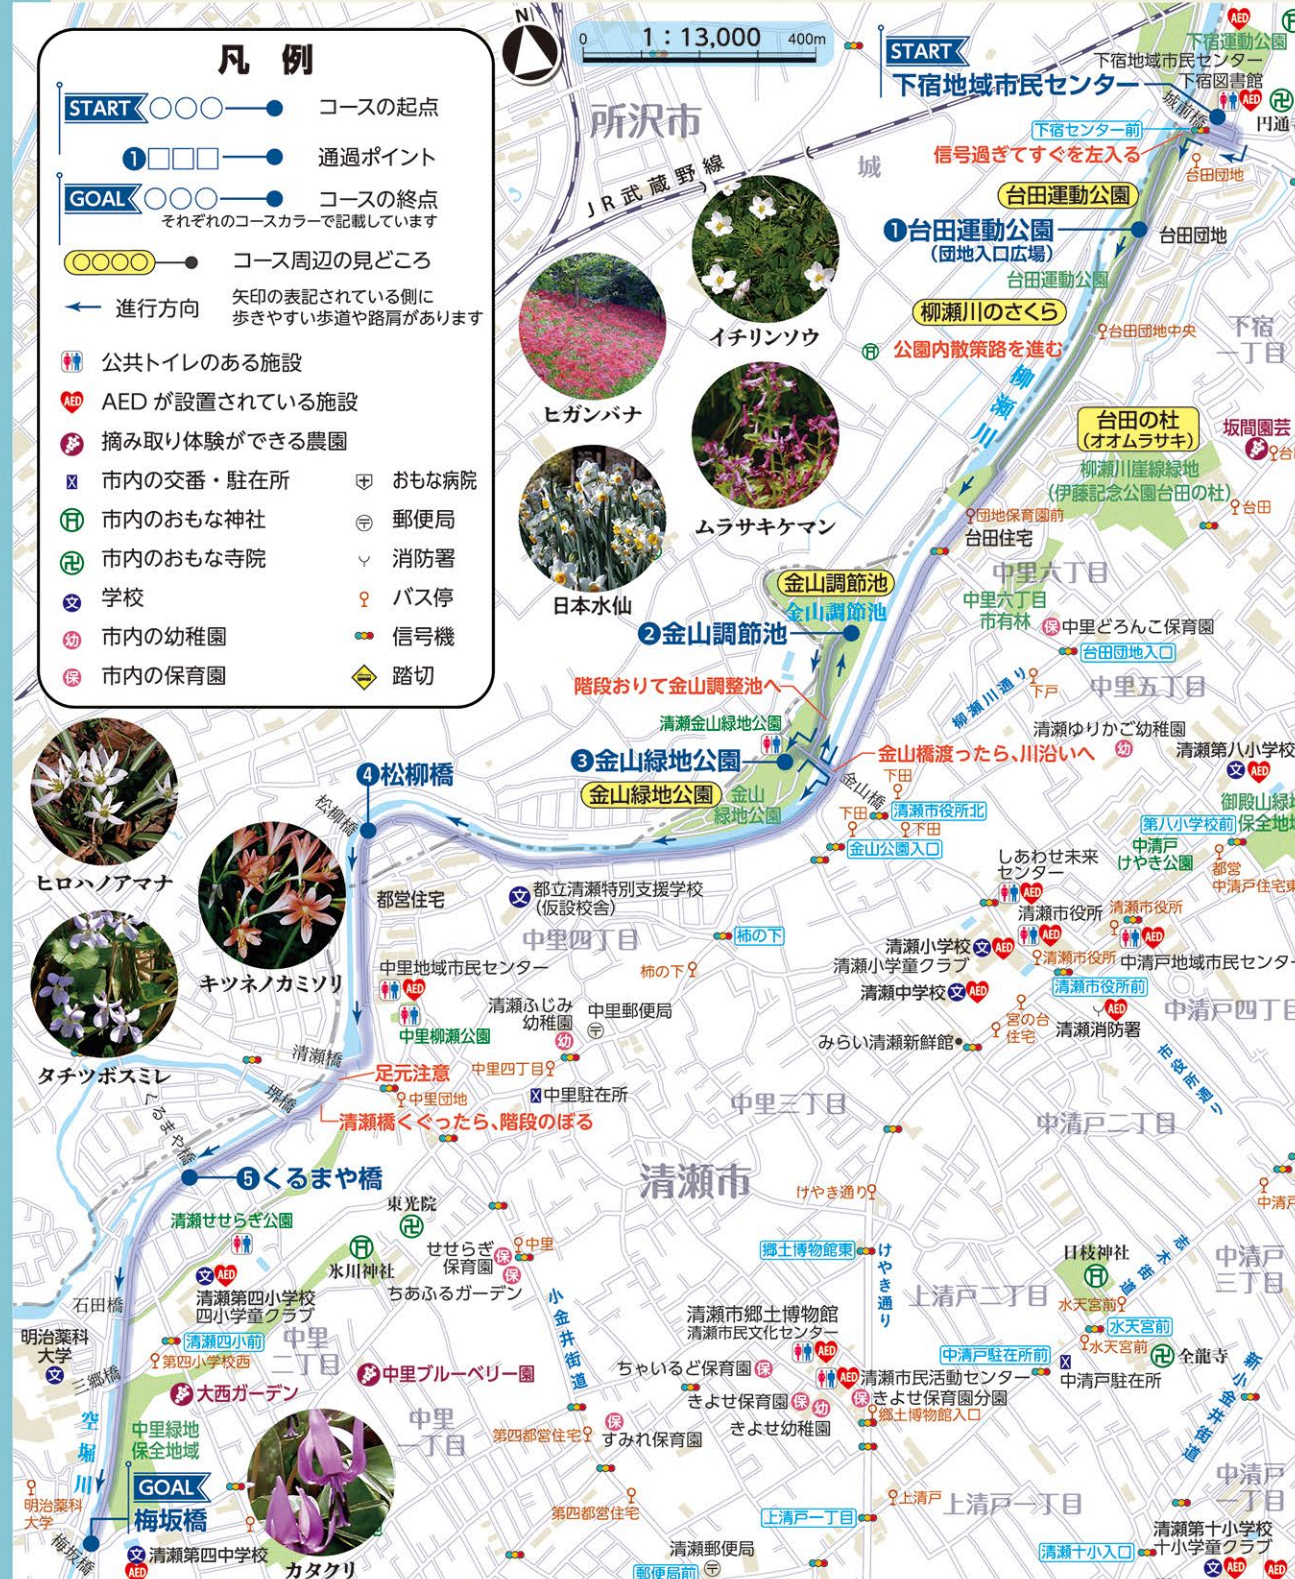 凡 例
START ○○○ コースの起点
❶□□□ 通過ポイント
GOAL ○○○ コースの終点
それぞれのコースカラーで記載しています
○○○○ コース周辺の見どころ
進行方向
矢印の表記されている側に
歩きやすい歩道や路肩があります
公共トイレのある施設
AED AED が設置されている施設
摘み取り体験ができる農園
市内の交番・駐在所
おもな病院
市内のおもな神社
〒 郵便局
卍 市内のおもな寺院
消防署
文 学校
バス停
幼 市内の幼稚園
信号機
保 市内の保育園
踏切
N
0 1:13,000 400m
所沢市
JR武蔵野線
城
START
下宿地域市民センター
AED
下宿運動公園
下宿地域市民センター
下宿図書館
AED
城前橋
下宿センター前
信号過ぎてすぐを左入る
台田団地
台田運動公園
❶台田運動公園
(団地入口広場)
台田団地
台田運動公園
柳瀬川のさくら
公園内散策路を進む
台田団地中央
下宿
一丁目
柳瀬川
台田の杜
(オオムラサキ)
坂間園芸
柳瀬川崖線緑地
(伊藤記念公園台田の杜)
台田
団地保育園前
台田住宅
イチリンソウ
ヒガンバナ
ムラサキケマン
日本水仙
金山調節池
金山調節池
❷金山調節池
中里六丁目
中里六丁目
市有林
保 中里どろんこ保育園
台田団地入口
階段おりて金山調整池へ
柳瀬川通り
下戸
中里五丁目
清瀬金山緑地公園
清瀬ゆりかご幼稚園
幼
清瀬第八小学校
文 AED
❸金山緑地公園
金山橋渡ったら、川沿いへ
金山緑地公園
金山
緑地公園
金山橋
下田
下田
下田
清瀬市役所北
金山公園入口
御殿山緑地
保全地域
第八小学校前
中清戸
けやき公園
都営
中清戸住宅東
❹松柳橋
松柳橋
都営住宅
文 都立清瀬特別支援学校
(仮設校舎)
中里四丁目
柿の下
柿の下
しあわせ未来
センター
AED
清瀬市役所
AED
清瀬市役所
AED
清瀬小学校 文 AED
清瀬小学童クラブ
清瀬市役所
中清戸地域市民センター
清瀬中学校 文 AED
清瀬市役所前
AED
清瀬消防署
中清戸四丁目
宮の台
住宅
みらい清瀬新鮮館
市役所通り
ヒロハノアマナ
キツネノカミソリ
タチツボスミレ
中里地域市民センター
AED
中里柳瀬公園
清瀬ふじみ
幼稚園
幼
中里郵便局
〒
清瀬橋
足元注意
中里四丁目
中里団地
中里駐在所
堺橋
清瀬橋くぐったら、階段のぼる
くるまや橋
中里三丁目
中清戸二丁目
清瀬市
❺くるまや橋
けやき通り
中清戸
東光院
卍
清瀬せせらぎ公園
氷川神社
せせらぎ
保育園 保
保
中里
ちあふるガーデン
郷土博物館東
けやき通り
日枝神社
志木街道
中清戸
三丁目
上清戸二丁目
水天宮前
水天宮前
水天宮前
文 AED
清瀬第四小学校
四小学童クラブ
石田橋
明治薬科
大学
文
清瀬四小前
第四小学校西
中里
二丁目
三郷橋
大西ガーデン
中里ブルーベリー園
小金井街道
清瀬市郷土博物館
清瀬市民文化センター
AED
ちゃいるど保育園 保
AED 清瀬市民活動センター
中清戸駐在所前
中清戸駐在所
卍 全龍寺
きよせ保育園 保 幼
保 きよせ保育園分園
きよせ幼稚園
郷土博物館入口
新小金井街道
空堀川
中里緑地
保全地域
中里
一丁目
第四都営住宅
保
すみれ保育園
第四都営住宅
中清戸
一丁目
GOAL
梅坂橋
梅坂橋
明治薬科
大学
文 清瀬第四中学校
AED
カタクリ
上清戸
上清戸一丁目
上清戸一丁目
清瀬郵便局
〒
郵便局前
清瀬第十小学校
十小学童クラブ
清瀬十小入口
文 AED AED